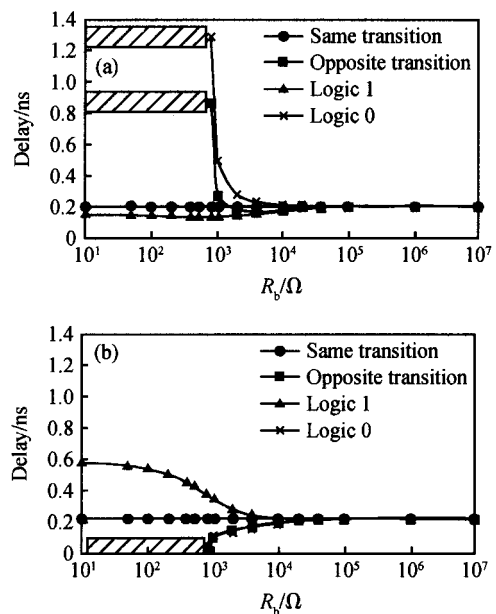 1.4
1.2
1.0
0.8
0.6
0.4
0.2
0
Delay/ns
(a)
Same transition
Opposite transition
Logic 1
Logic 0
10¹ 10² 10³ 10⁴ 10⁵ 10⁶ 10⁷
R_b/Ω
1.4
1.2
1.0
0.8
0.6
0.4
0.2
0
Delay/ns
(b)
Same transition
Opposite transition
Logic 1
Logic 0
10¹ 10² 10³ 10⁴ 10⁵ 10⁶ 10⁷
R_b/Ω